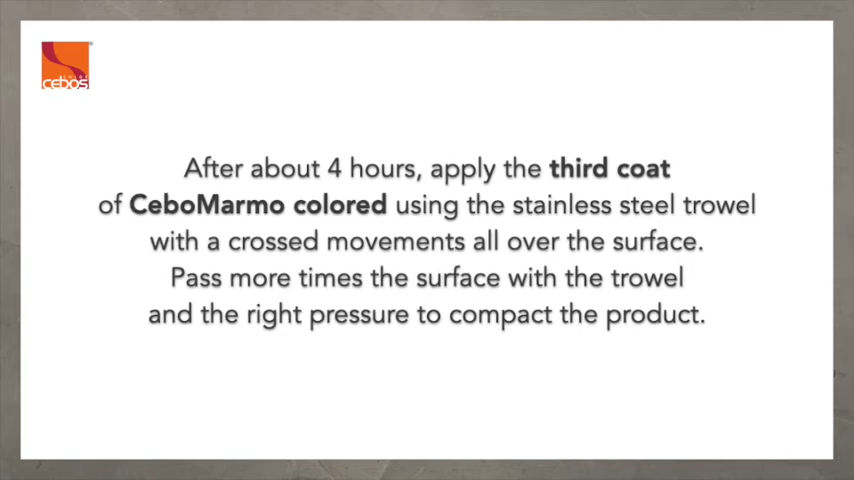 COLOR
cebos
After about 4 hours, apply the third coat
of CeboMarmo colored using the stainless steel trowel
with a crossed movements all over the surface.
Pass more times the surface with the trowel
and the right pressure to compact the product.